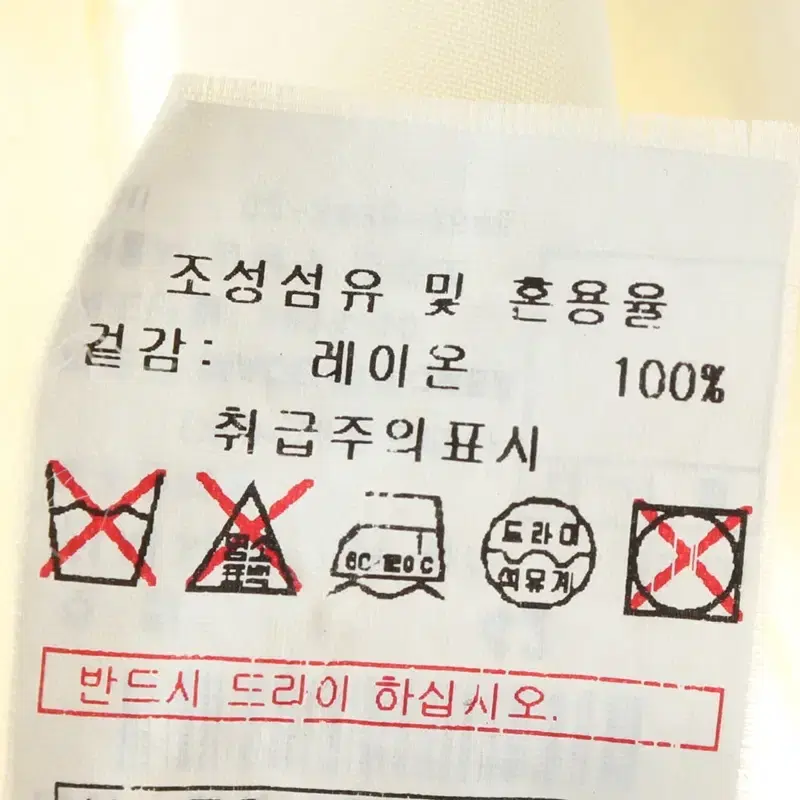 조성섬유 및 혼용율
겉감: 레이온 100%
취급주의표시
염소
표백
드라이
석유계
반드시 드라이 하십시오.